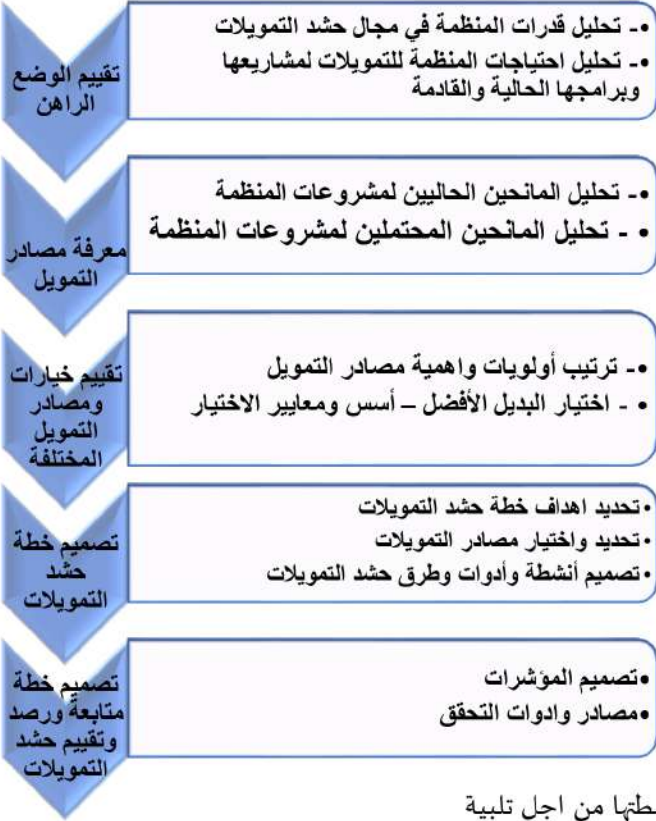 تقييم الوضع
الراهن
•- تحليل قدرات المنظمة في مجال حشد التمويلات
•- تحليل احتياجات المنظمة للتمويلات لمشاريعها
وبرامجها الحالية والقادمة
معرفة مصادر
التمويل
•- تحليل المانحين الحاليين لمشروعات المنظمة
• - تحليل المانحين المحتملين لمشروعات المنظمة
تقييم خيارات
ومصادر
التمويل
المختلفة
•- ترتيب أولويات واهمية مصادر التمويل
• - اختيار البديل الأفضل – أسس ومعايير الاختيار
تصميم خطة
حشد
التمويلات
•تحديد اهداف خطة حشد التمويلات
•تحديد واختيار مصادر التمويلات
•تصميم أنشطة وأدوات وطرق حشد التمويلات
تصميم خطة
متابعة ورصد
وتقييم حشد
التمويلات
•تصميم المؤشرات
•مصادر وادوات التحقق
من اجل تلبية